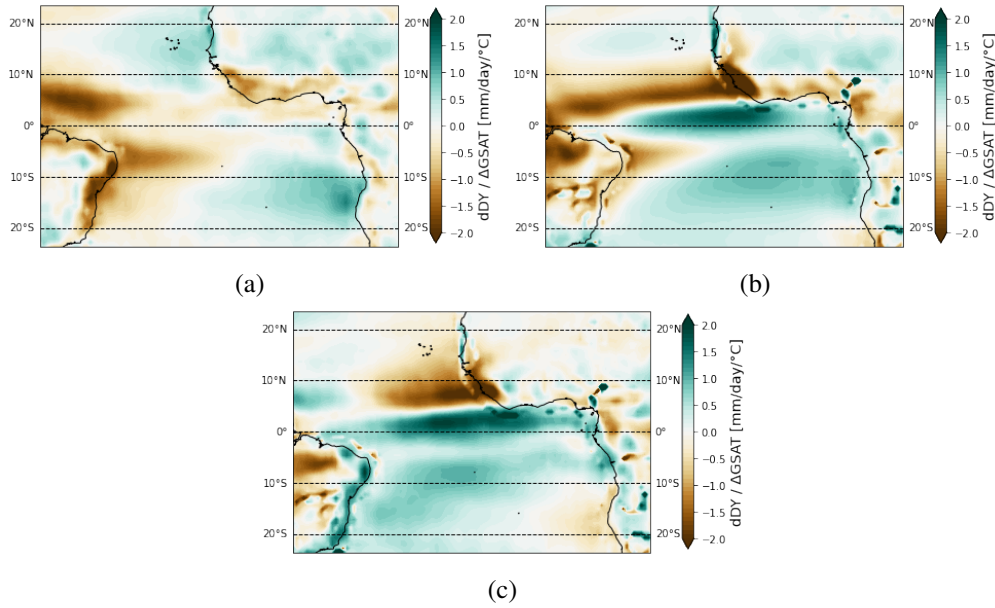 20°N 20°N 2.0
1.5
10°N 10°N 1.0
0.5
0° 0° 0.0
−0.5
10°S 10°S −1.0
−1.5
20°S 20°S −2.0
dDY / ΔGSAT [mm/day/°C]
(a)
20°N 20°N 2.0
1.5
10°N 10°N 1.0
0.5
0° 0° 0.0
−0.5
10°S 10°S −1.0
−1.5
20°S 20°S −2.0
dDY / ΔGSAT [mm/day/°C]
(b)
20°N 20°N 2.0
1.5
10°N 10°N 1.0
0.5
0° 0° 0.0
−0.5
10°S 10°S −1.0
−1.5
20°S 20°S −2.0
dDY / ΔGSAT [mm/day/°C]
(c)